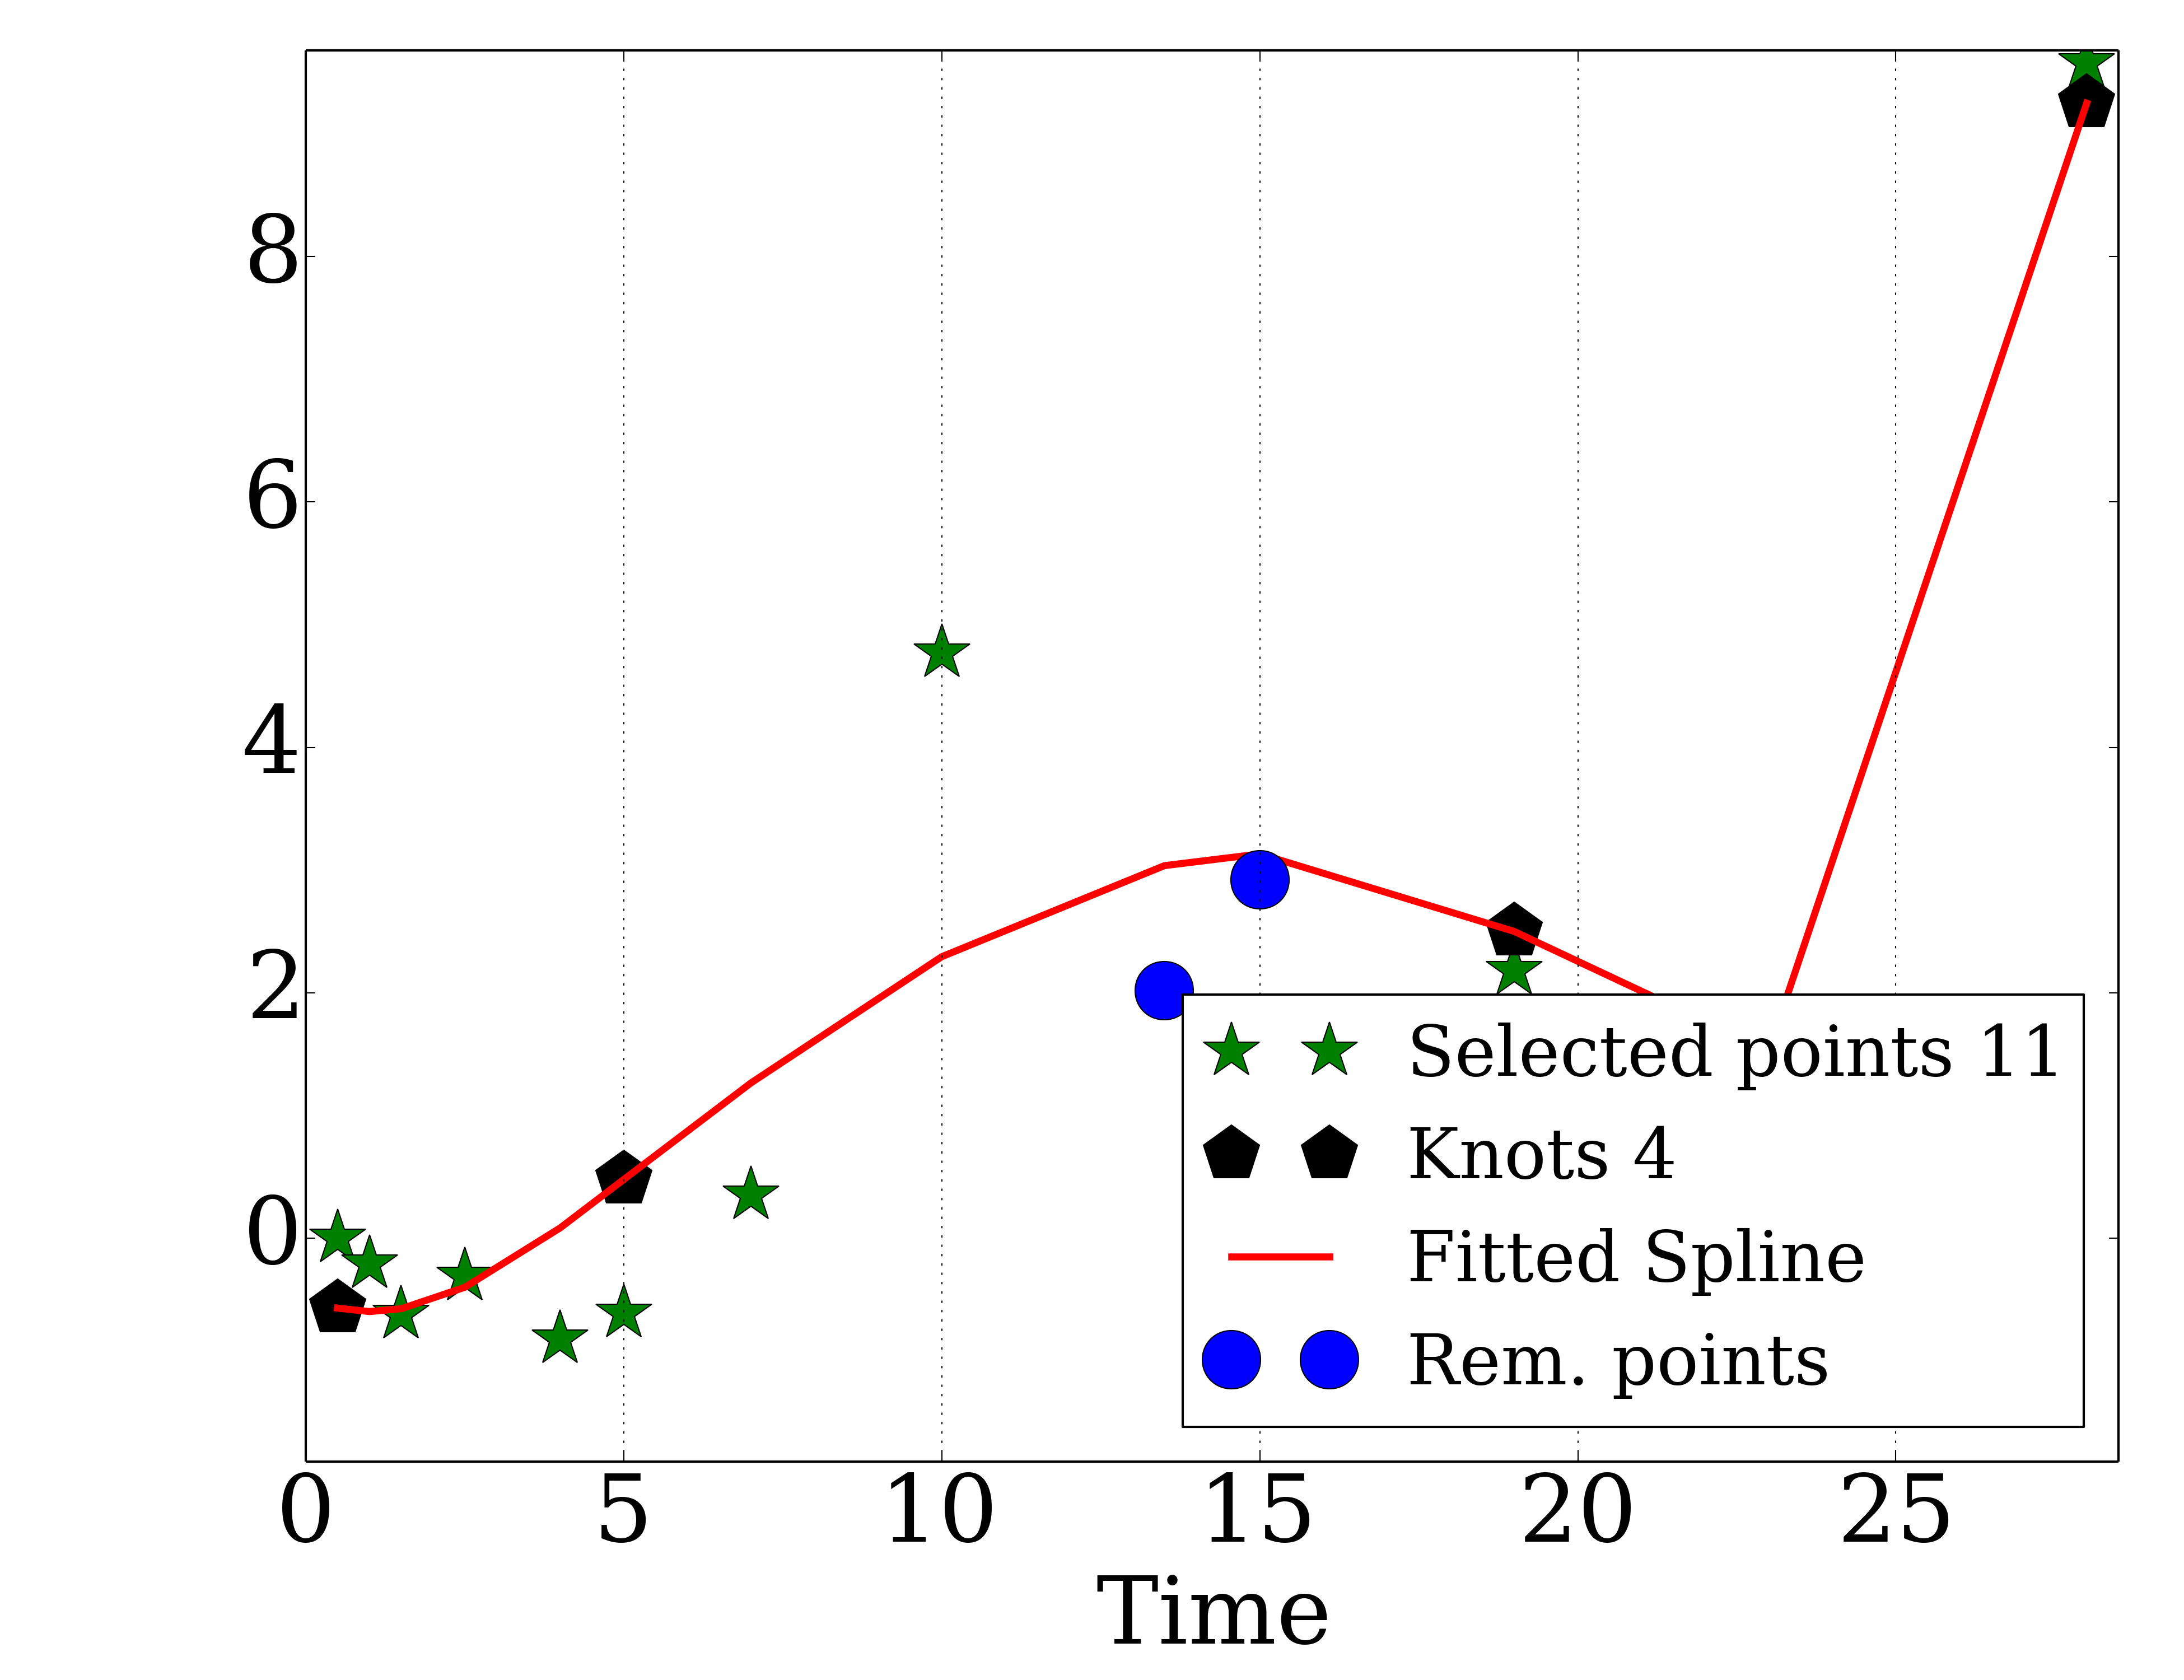 8
6
4
2
0
Selected points 11
Knots 4
Fitted Spline
Rem. points
0 5 10 15 20 25
Time